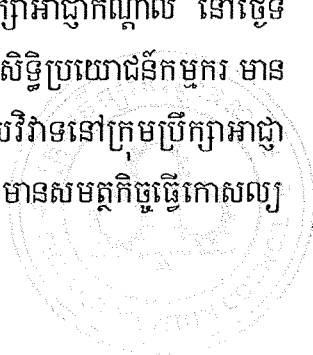 ក្សាអាជ្ញាកណ្តាល នៅថ្ងៃទី
សិទ្ធិប្រយោជន៍កម្មករ មាន
វិវាទនៅក្រុមប្រឹក្សាអាជ្ញា
មានសមត្ថកិច្ចធ្វើកោសល្យ